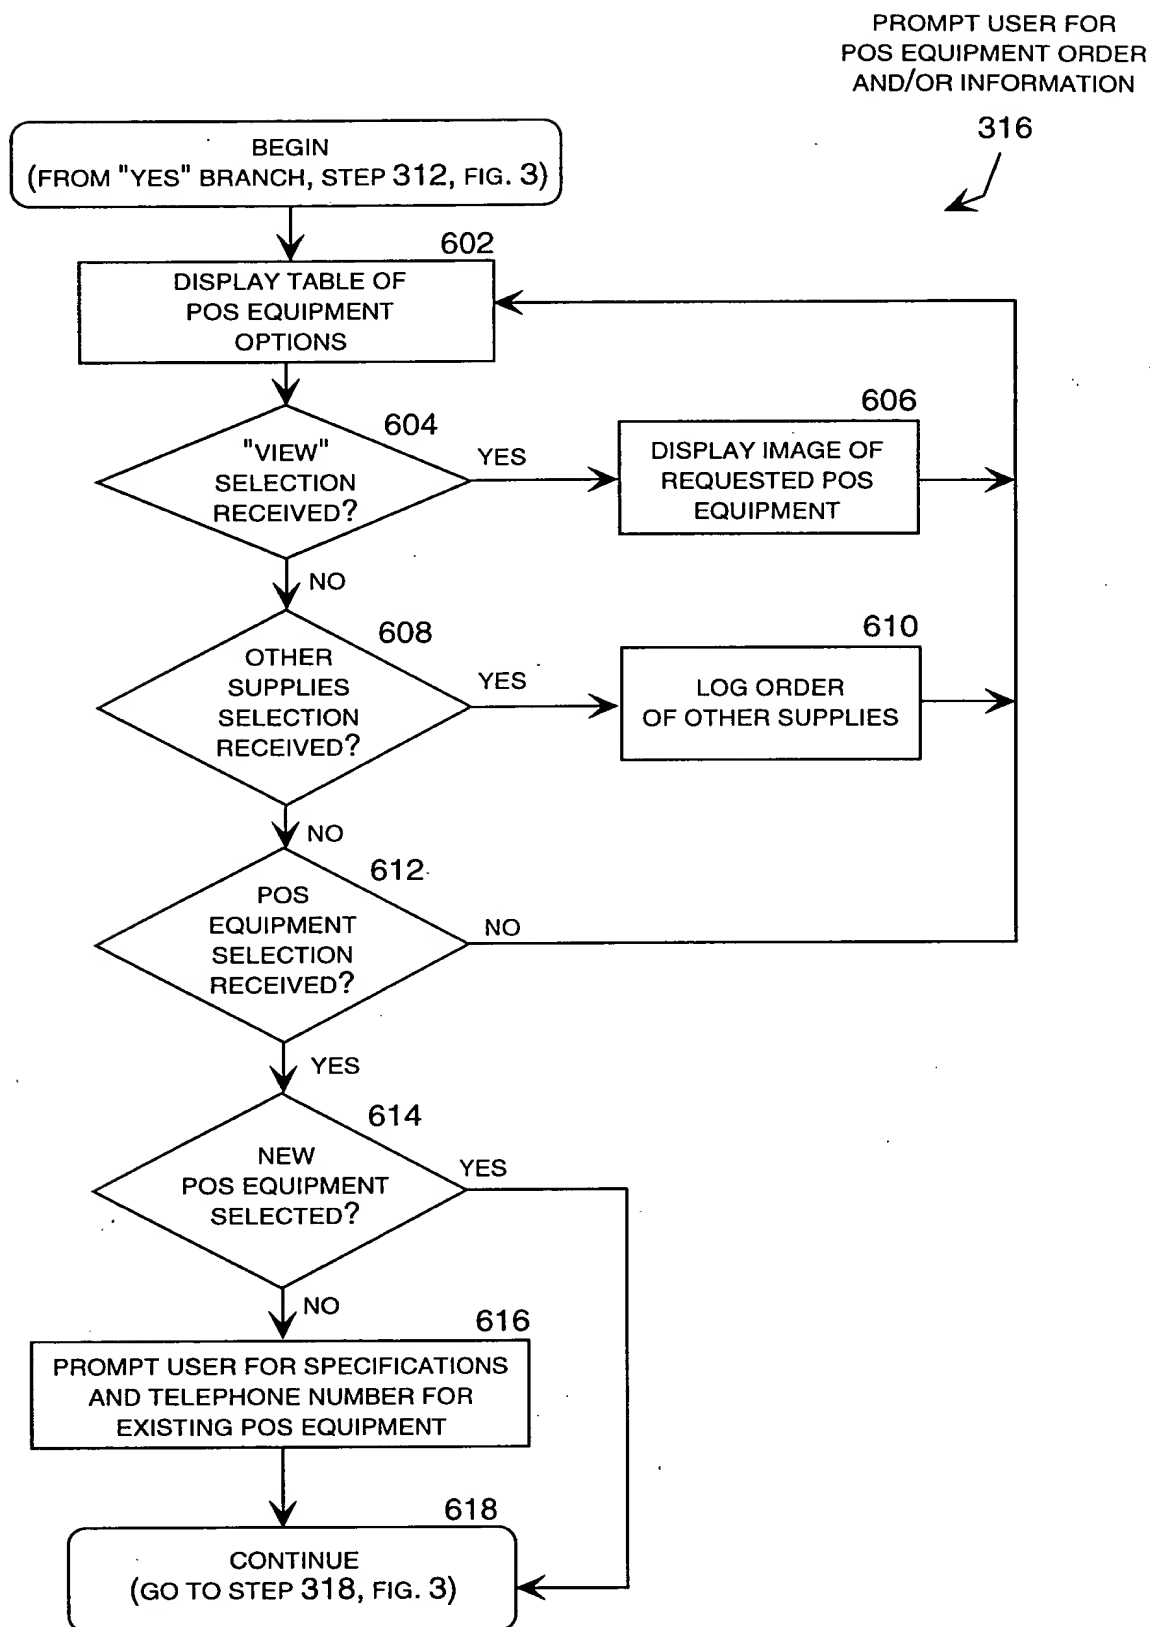 PROMPT USER FOR
POS EQUIPMENT ORDER
AND/OR INFORMATION
316
BEGIN
(FROM "YES" BRANCH, STEP 312, FIG. 3)
602
DISPLAY TABLE OF
POS EQUIPMENT
OPTIONS
604
"VIEW"
SELECTION
RECEIVED?
YES
606
DISPLAY IMAGE OF
REQUESTED POS
EQUIPMENT
NO
608
OTHER
SUPPLIES
SELECTION
RECEIVED?
YES
610
LOG ORDER
OF OTHER SUPPLIES
NO
612
POS
EQUIPMENT
SELECTION
RECEIVED?
NO
YES
614
NEW
POS EQUIPMENT
SELECTED?
YES
NO
616
PROMPT USER FOR SPECIFICATIONS
AND TELEPHONE NUMBER FOR
EXISTING POS EQUIPMENT
618
CONTINUE
(GO TO STEP 318, FIG. 3)